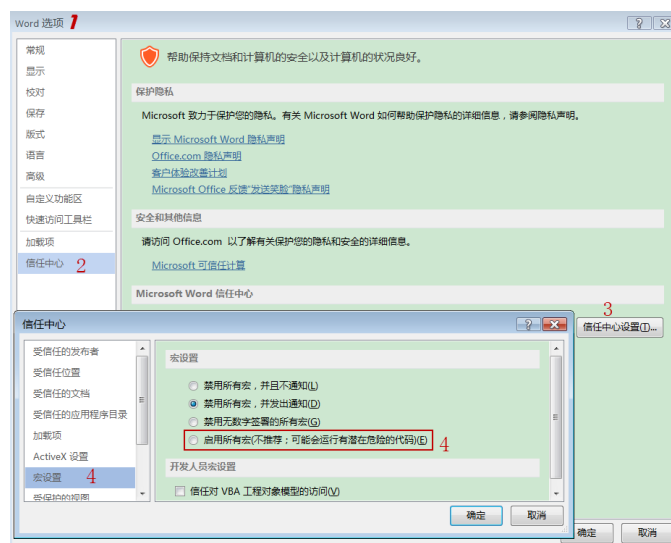 Word 选项 1
常规
显示
校对
保存
版式
语言
高级
自定义功能区
快速访问工具栏
加载项
信任中心 2
帮助保持文档和计算机的安全以及计算机的状况良好。
保护隐私
Microsoft 致力于保护您的隐私。有关 Microsoft Word 如何帮助保护隐私的详细信息，请参阅隐私声明。
显示 Microsoft Word 隐私声明
Office.com 隐私声明
客户体验改善计划
Microsoft Office 反馈“发送笑脸”隐私声明
安全和其他信息
请访问 Office.com 以了解有关保护您的隐私和安全的详细信息。
Microsoft 可信任计算
Microsoft Word 信任中心
3
信任中心设置(T)...
信任中心
受信任的发布者
受信任位置
受信任的文档
受信任的应用程序目录
加载项
ActiveX 设置
宏设置 4
受保护的视图
宏设置
禁用所有宏，并且不通知(L)
禁用所有宏，并发出通知(D)
禁用无数字签署的所有宏(G)
启用所有宏(不推荐；可能会运行有潜在危险的代码)(E) 4
开发人员宏设置
信任对 VBA 工程对象模型的访问(V)
确定 取消
确定 取消